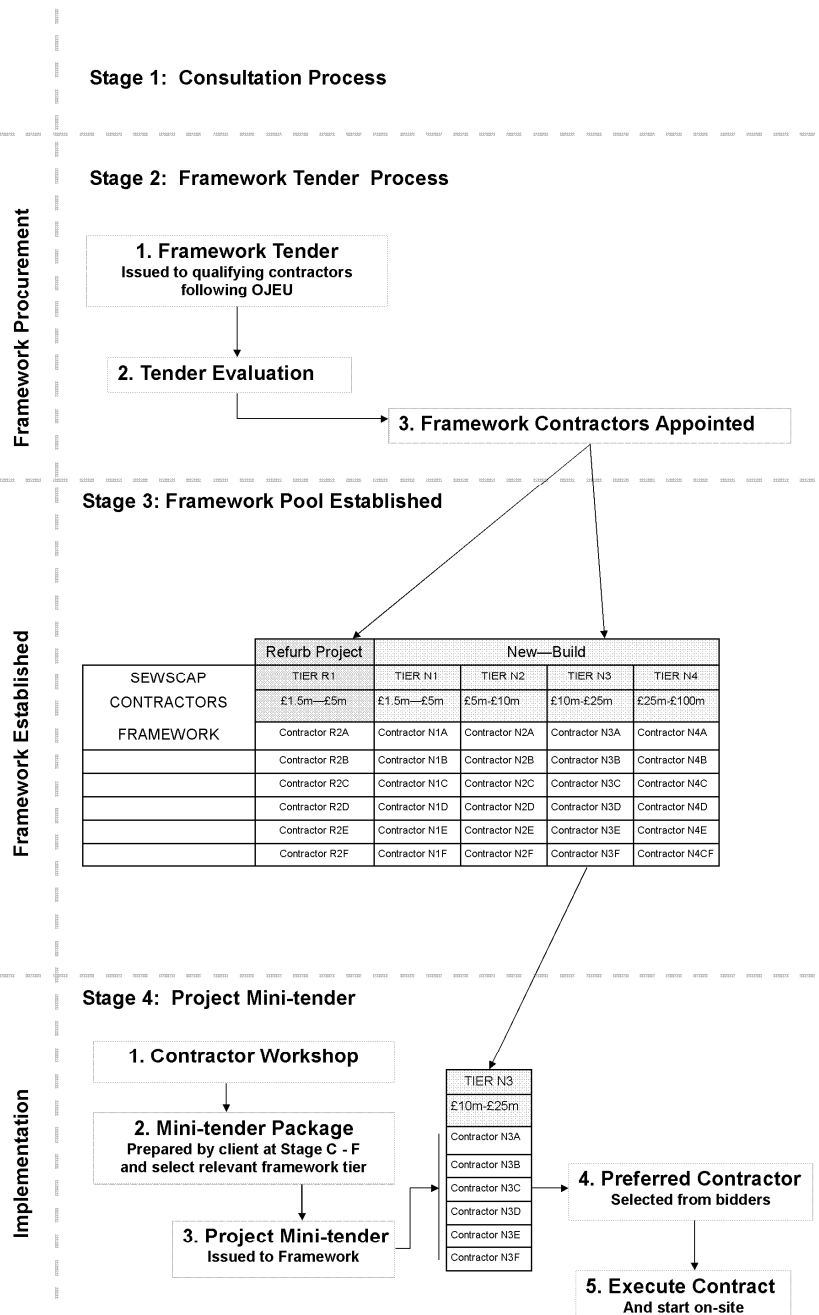 Stage 1: Consultation Process
Framework Procurement
Stage 2: Framework Tender Process
1. Framework Tender
Issued to qualifying contractors
following OJEU
2. Tender Evaluation
3. Framework Contractors Appointed
Framework Established
Stage 3: Framework Pool Established
Refurb Project New—Build
SEWSCAP TIER R1 TIER N1 TIER N2 TIER N3 TIER N4
CONTRACTORS £1.5m—£5m £1.5m—£5m £5m-£10m £10m-£25m £25m-£100m
FRAMEWORK Contractor R2A Contractor N1A Contractor N2A Contractor N3A Contractor N4A
Contractor R2B Contractor N1B Contractor N2B Contractor N3B Contractor N4B
Contractor R2C Contractor N1C Contractor N2C Contractor N3C Contractor N4C
Contractor R2D Contractor N1D Contractor N2D Contractor N3D Contractor N4D
Contractor R2E Contractor N1E Contractor N2E Contractor N3E Contractor N4E
Contractor R2F Contractor N1F Contractor N2F Contractor N3F Contractor N4CF
Implementation
Stage 4: Project Mini-tender
1. Contractor Workshop
2. Mini-tender Package
Prepared by client at Stage C - F
and select relevant framework tier
3. Project Mini-tender
Issued to Framework
TIER N3
£10m-£25m
Contractor N3A
Contractor N3B
Contractor N3C
Contractor N3D
Contractor N3E
Contractor N3F
4. Preferred Contractor
Selected from bidders
5. Execute Contract
And start on-site